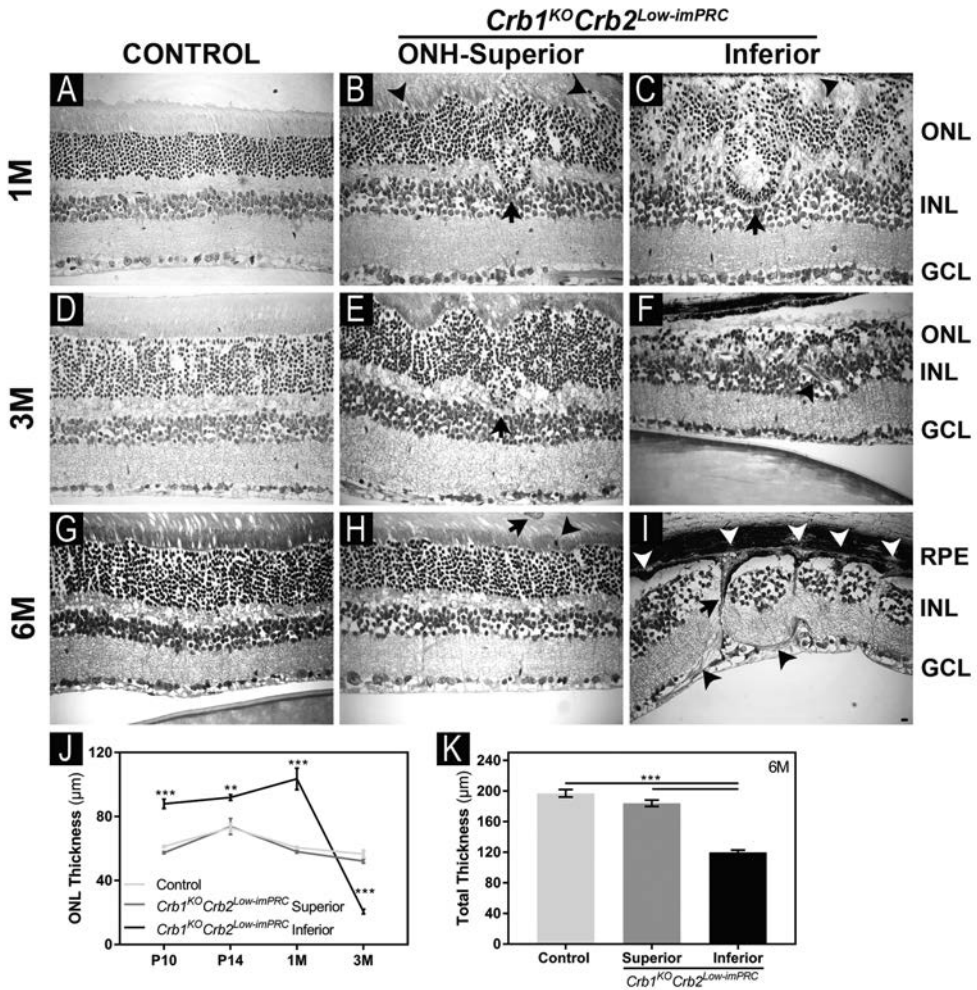 Crb1KOCrb2Low-imPRC
CONTROL ONH-Superior Inferior
1M
A B C
ONL
INL
GCL
3M
D E F
ONL
INL
GCL
6M
G H I
RPE
INL
GCL
J
ONL Thickness (µm)
120
80
40
0
***
**
***
***
Control
Crb1KOCrb2Low-imPRC Superior
Crb1KOCrb2Low-imPRC Inferior
P10 P14 1M 3M
K
6M
Total Thickness (µm)
240
200
160
120
80
40
0
***
Control Superior Inferior
Crb1KOCrb2Low-imPRC